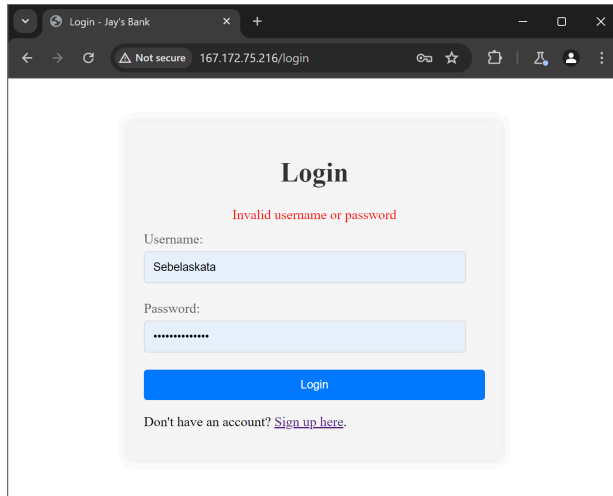 Login - Jay's Bank
Not secure 167.172.75.216/login
Login
Invalid username or password
Username:
Sebelaskata
Password:
••••••••••••••
Login
Don't have an account? Sign up here.